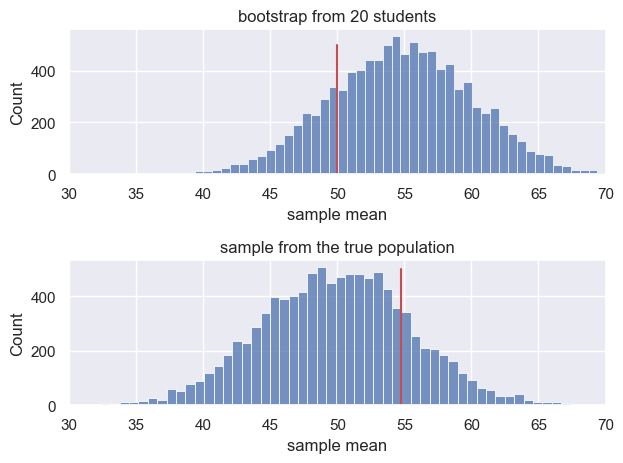 bootstrap from 20 students
400
200
0
Count
30 35 40 45 50 55 60 65 70
sample mean
sample from the true population
400
200
0
Count
30 35 40 45 50 55 60 65 70
sample mean